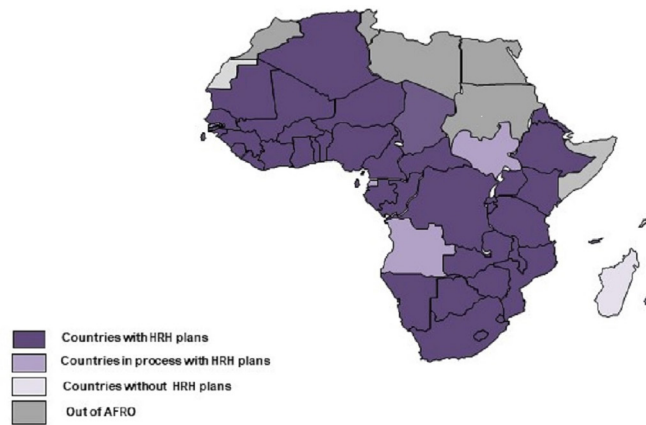 Countries with HRH plans
Countries in process with HRH plans
Countries without HRH plans
Out of AFRO